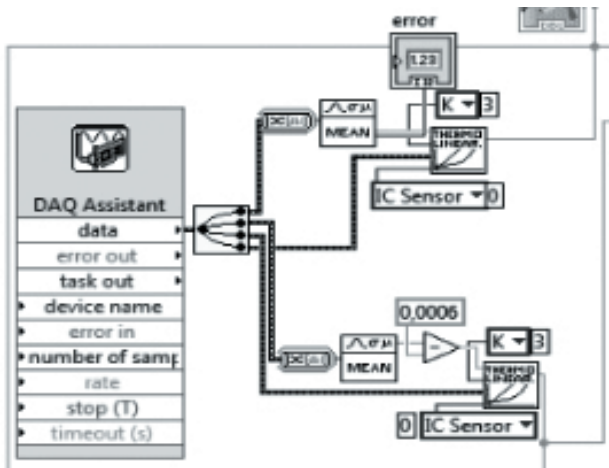 error
1.23
K 3
MEAN
THERMO LINEAR.
IC Sensor 0
DAQ Assistant
data
error out
task out
device name
error in
number of samp
rate
stop (T)
timeout (s)
0,0006
K 3
MEAN
THERMO LINEAR.
0 IC Sensor